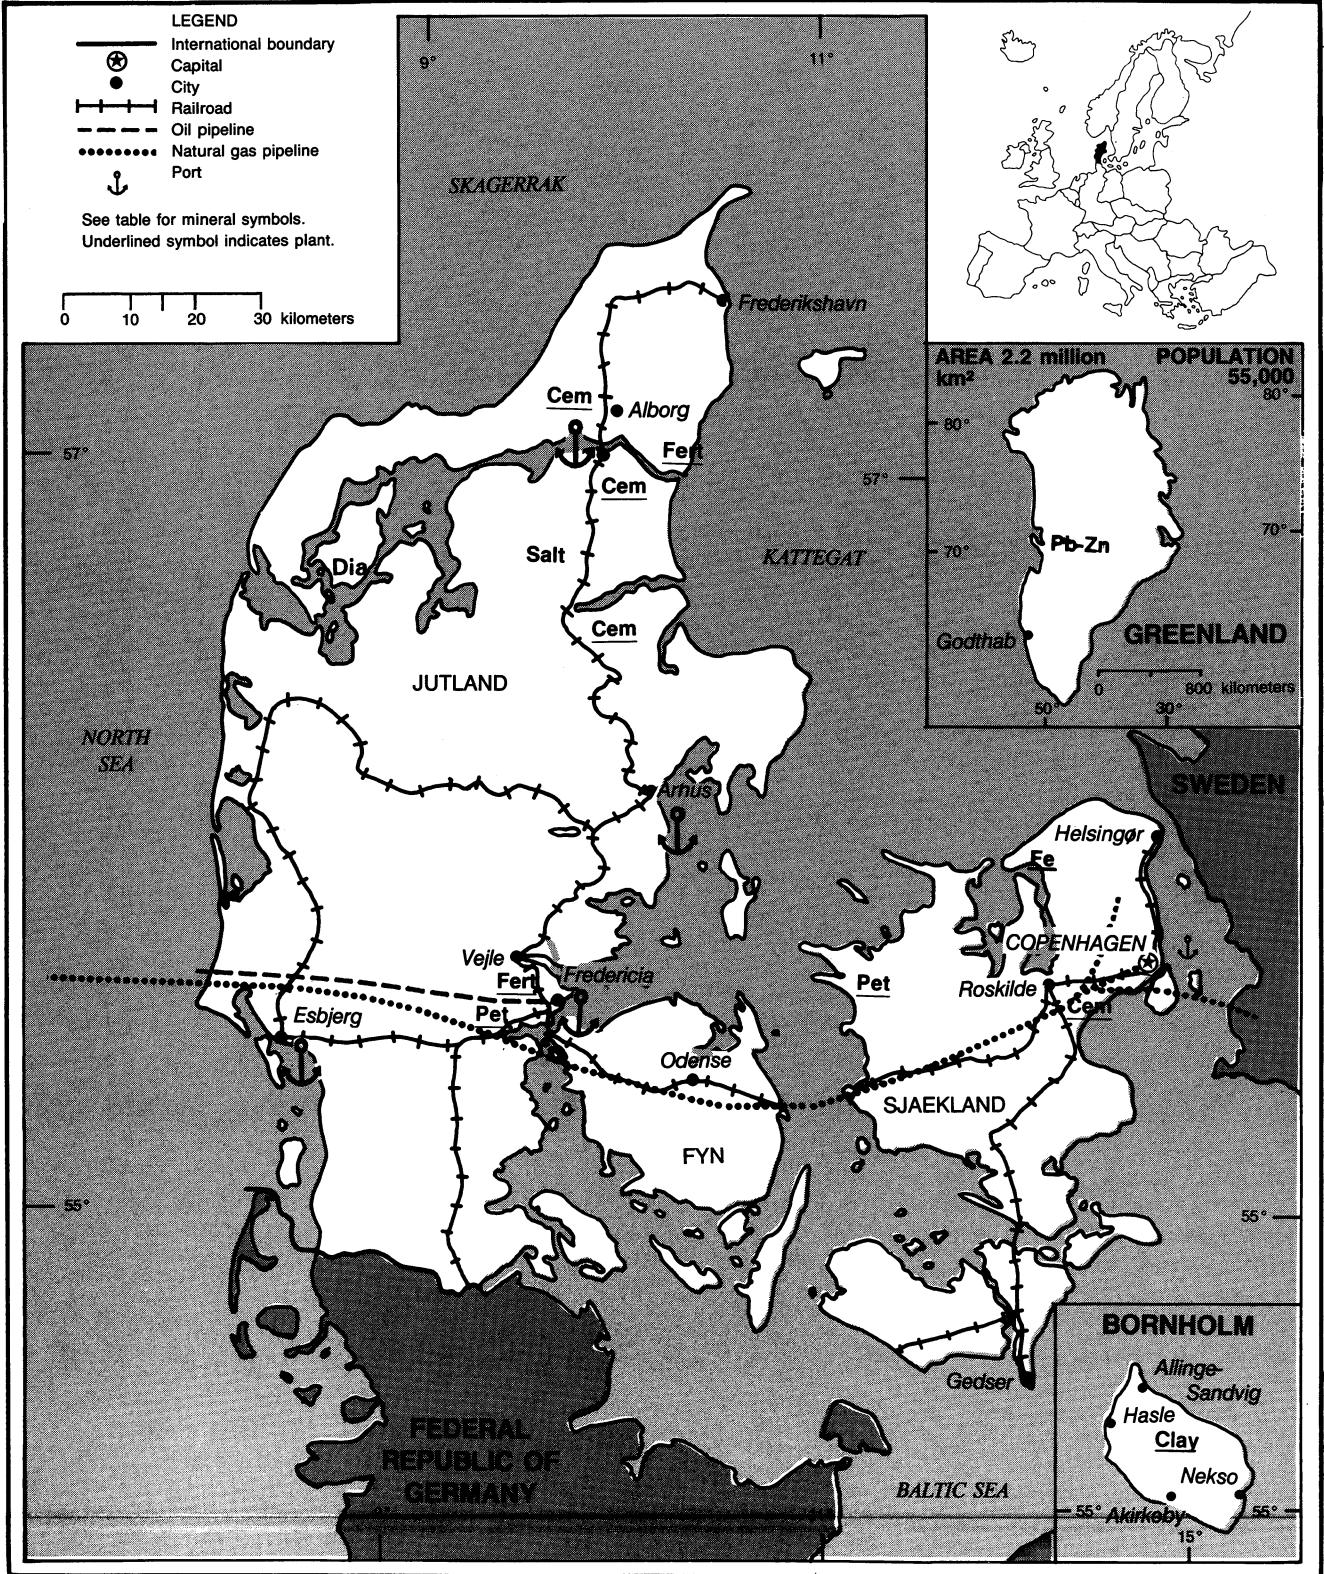 LEGEND
International boundary
Capital
City
Railroad
Oil pipeline
Natural gas pipeline
Port
See table for mineral symbols.
Underlined symbol indicates plant.
0 10 20 30 kilometers
9°
11°
SKAGERRAK
Frederikshavn
Cem
Alborg
Fert
Cem
57°
57°
Salt
KATTEGAT
Dia
Cem
JUTLAND
NORTH
SEA
Arhus
AREA 2.2 million
km²
POPULATION
55,000
80°
80°
70°
70°
Pb-Zn
Godthab
GREENLAND
0 800 kilometers
50°
30°
SWEDEN
Helsingør
Fe
COPENHAGEN
Vejle
Fert
Fredericia
Pet
Roskilde
Cem
Pet
Esbjerg
Odense
SJAEKLAND
FYN
55°
55°
Gedser
FEDERAL
REPUBLIC OF
GERMANY
9°
11°
BALTIC SEA
BORNHOLM
Allinge-
Sandvig
Hasle
Clay
Nekso
55°
Akirkeby
55°
15°